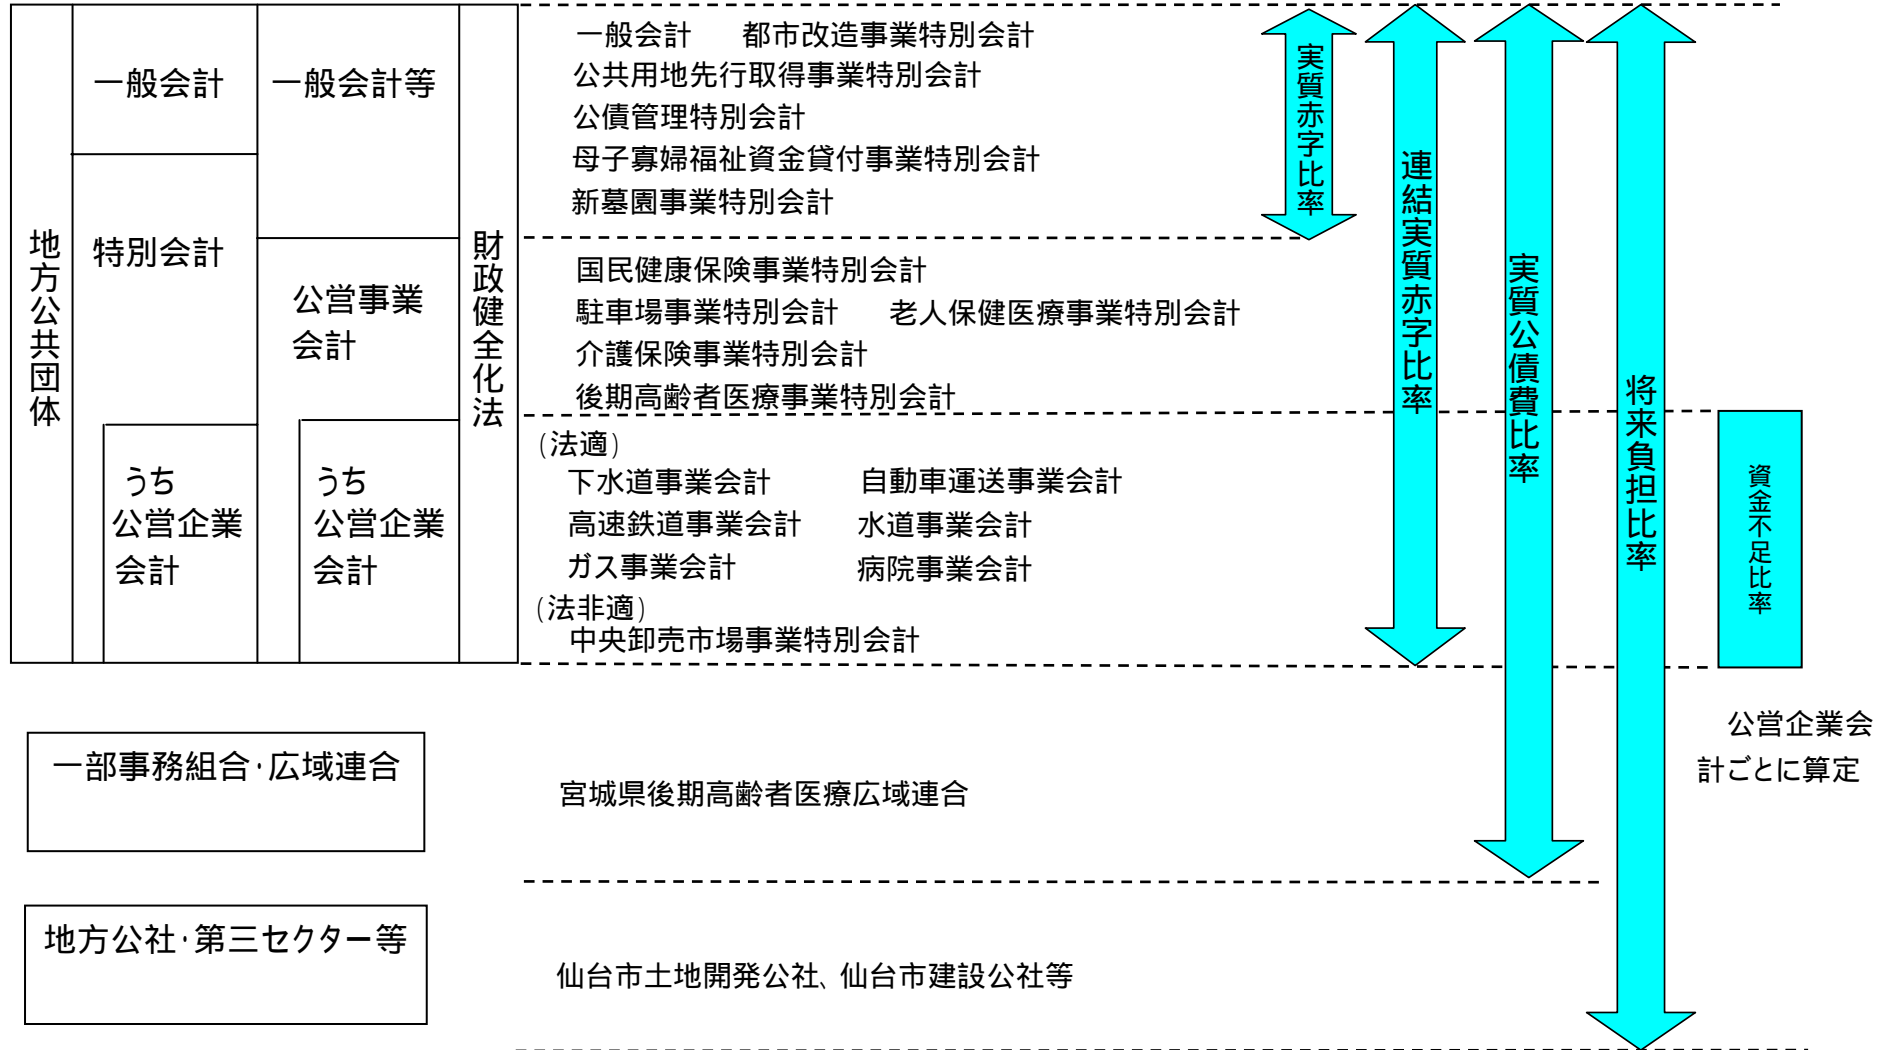 地方公共団体
一般会計
特別会計
うち
公営企業
会計
一般会計等
公営事業
会計
うち
公営企業
会計
財政健全化法
一般会計 都市改造事業特別会計
公共用地先行取得事業特別会計
公債管理特別会計
母子寡婦福祉資金貸付事業特別会計
新墓園事業特別会計
国民健康保険事業特別会計
駐車場事業特別会計 老人保健医療事業特別会計
介護保険事業特別会計
後期高齢者医療事業特別会計
(法適)
下水道事業会計 自動車運送事業会計
高速鉄道事業会計 水道事業会計
ガス事業会計 病院事業会計
(法非適)
中央卸売市場事業特別会計
実質赤字比率
連結実質赤字比率
実質公債費比率
将来負担比率
資金不足比率
公営企業会
計ごとに算定
一部事務組合・広域連合
宮城県後期高齢者医療広域連合
地方公社・第三セクター等
仙台市土地開発公社、仙台市建設公社等